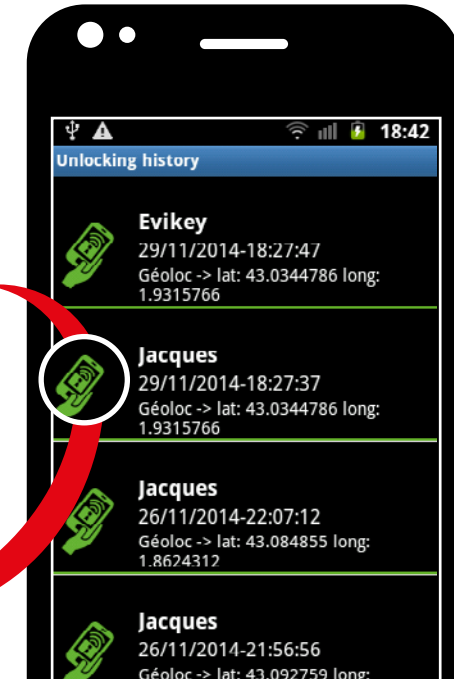 18:42
Unlocking history
Evikey
29/11/2014-18:27:47
Géoloc -> lat: 43.0344786 long:
1.9315766
Jacques
29/11/2014-18:27:37
Géoloc -> lat: 43.0344786 long:
1.9315766
Jacques
26/11/2014-22:07:12
Géoloc -> lat: 43.084855 long:
1.8624312
Jacques
26/11/2014-21:56:56
Géoloc -> lat: 43.092759 long: